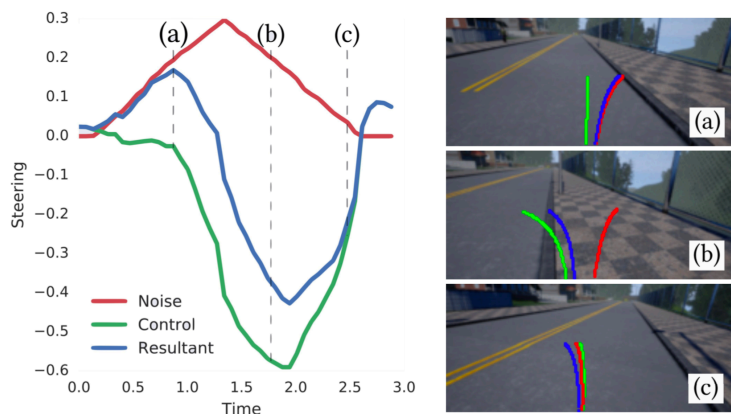 0.3
0.2
0.1
0.0
−0.1
−0.2
−0.3
−0.4
−0.5
−0.6
Steering
(a) (b) (c)
Noise
Control
Resultant
0.0 0.5 1.0 1.5 2.0 2.5 3.0
Time
(a)
(b)
(c)